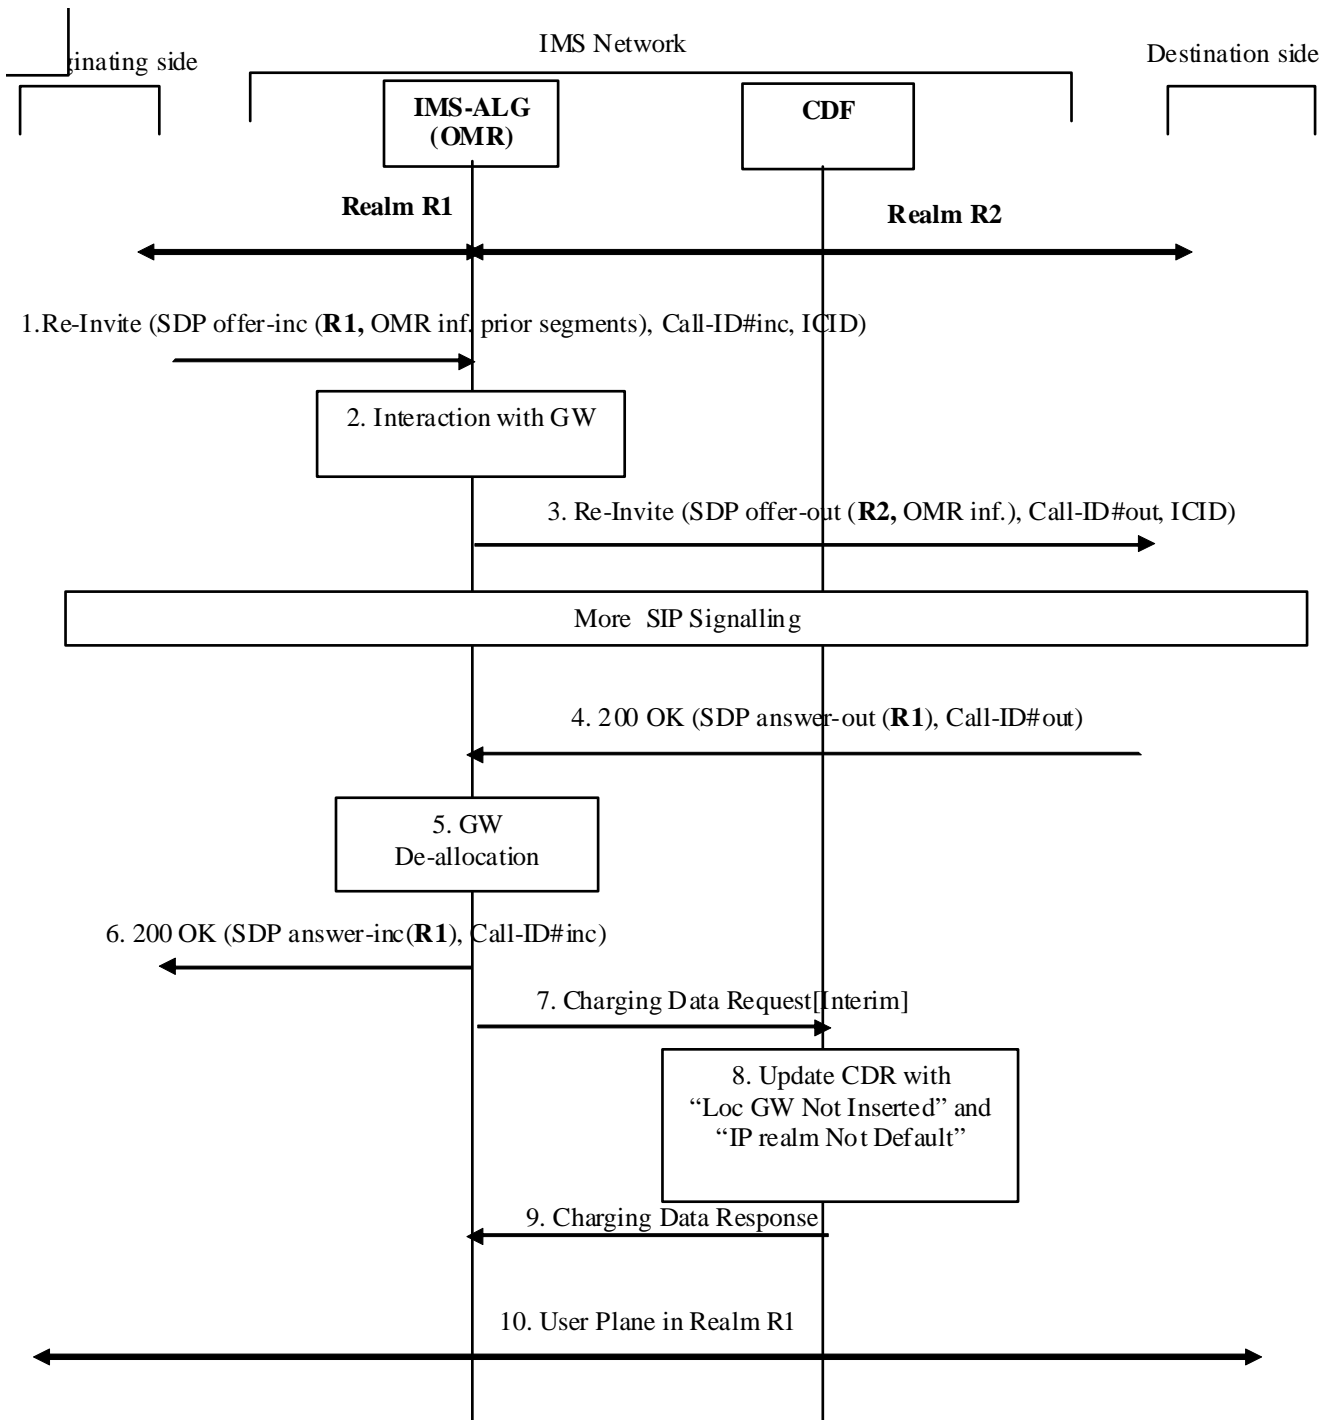 IMS Network
ginating side
Destination side
IMS-ALG
(OMR)
CDF
Realm R1
Realm R2
1.Re-Invite (SDP offer-inc (R1, OMR inf. prior segments), Call-ID#inc, ICID)
2. Interaction with GW
3. Re-Invite (SDP offer-out (R2, OMR inf.), Call-ID#out, ICID)
More SIP Signalling
4. 200 OK (SDP answer-out (R1), Call-ID#out)
5. GW
De-allocation
6. 200 OK (SDP answer-inc(R1), Call-ID#inc)
7. Charging Data Request[Interim]
8. Update CDR with
“Loc GW Not Inserted” and
“IP realm Not Default”
9. Charging Data Response
10. User Plane in Realm R1